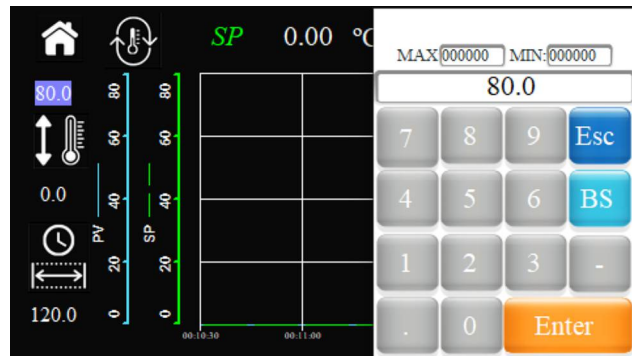 SP 0.00 °C
MAX 000000 MIN: 000000
80.0
80.0
80
80
7 8 9 Esc
60
60
4 5 6 BS
0.0
40
40
PV
SP
1 2 3 -
20
20
120.0
0
0
. 0 Enter
00:10:30 00:11:00